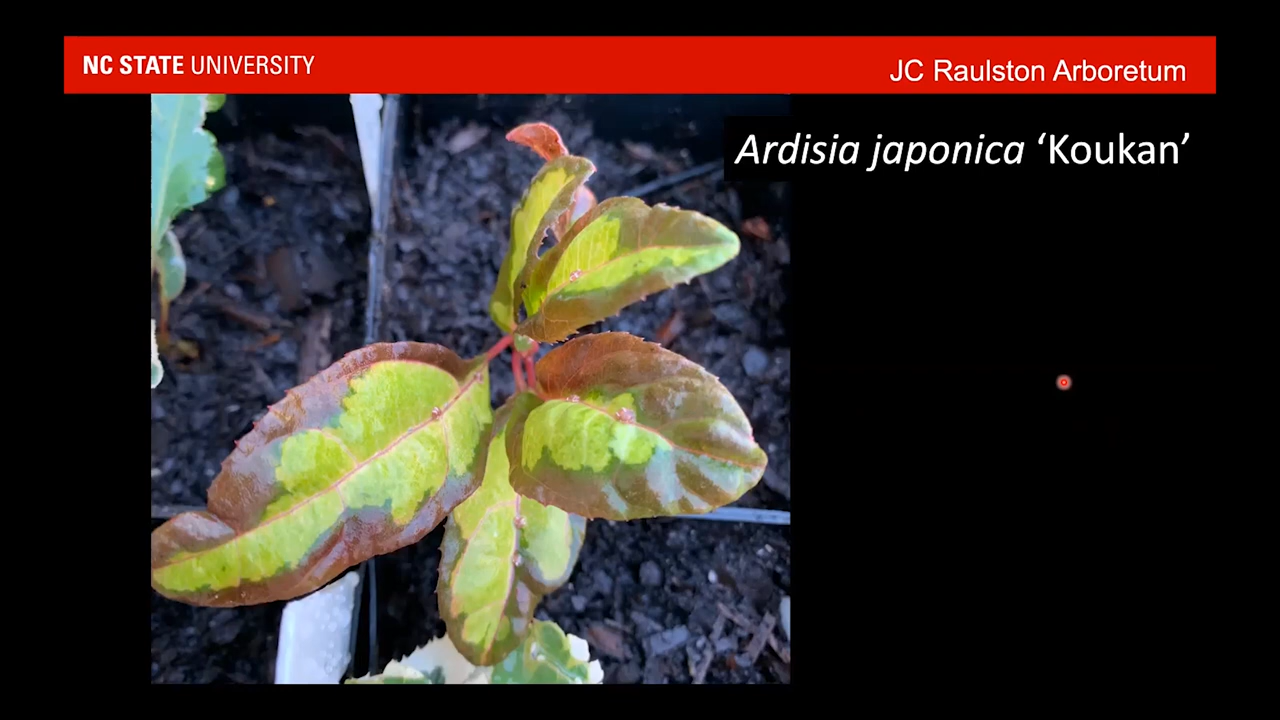 NC STATE UNIVERSITY
JC Raulston Arboretum
Ardisia japonica ‘Koukan’